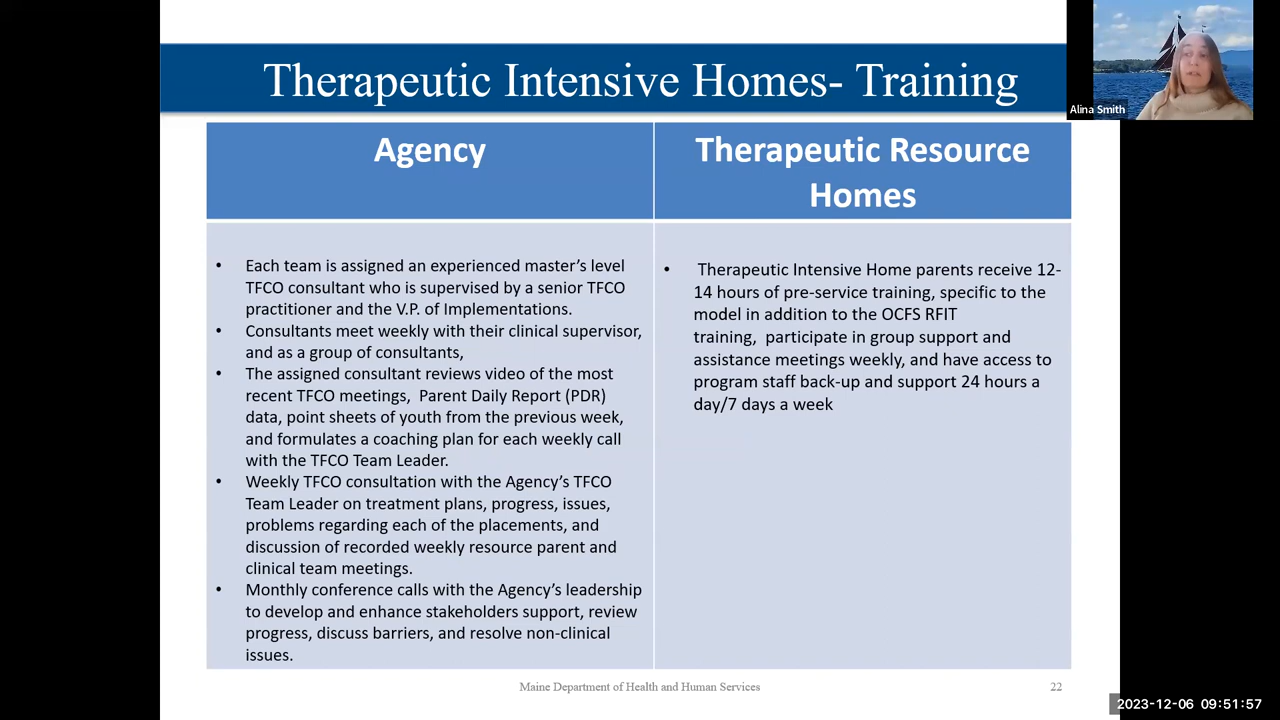 Therapeutic Intensive Homes- Training
Alina Smith
Agency
Therapeutic Resource
Homes
• Each team is assigned an experienced master’s level
TFCO consultant who is supervised by a senior TFCO
practitioner and the V.P. of Implementations.
• Consultants meet weekly with their clinical supervisor,
and as a group of consultants,
• The assigned consultant reviews video of the most
recent TFCO meetings, Parent Daily Report (PDR)
data, point sheets of youth from the previous week,
and formulates a coaching plan for each weekly call
with the TFCO Team Leader.
• Weekly TFCO consultation with the Agency’s TFCO
Team Leader on treatment plans, progress, issues,
problems regarding each of the placements, and
discussion of recorded weekly resource parent and
clinical team meetings.
• Monthly conference calls with the Agency’s leadership
to develop and enhance stakeholders support, review
progress, discuss barriers, and resolve non-clinical
issues.
• Therapeutic Intensive Home parents receive 12-
14 hours of pre-service training, specific to the
model in addition to the OCFS RFIT
training, participate in group support and
assistance meetings weekly, and have access to
program staff back-up and support 24 hours a
day/7 days a week
Maine Department of Health and Human Services
22
2023-12-06 09:51:57